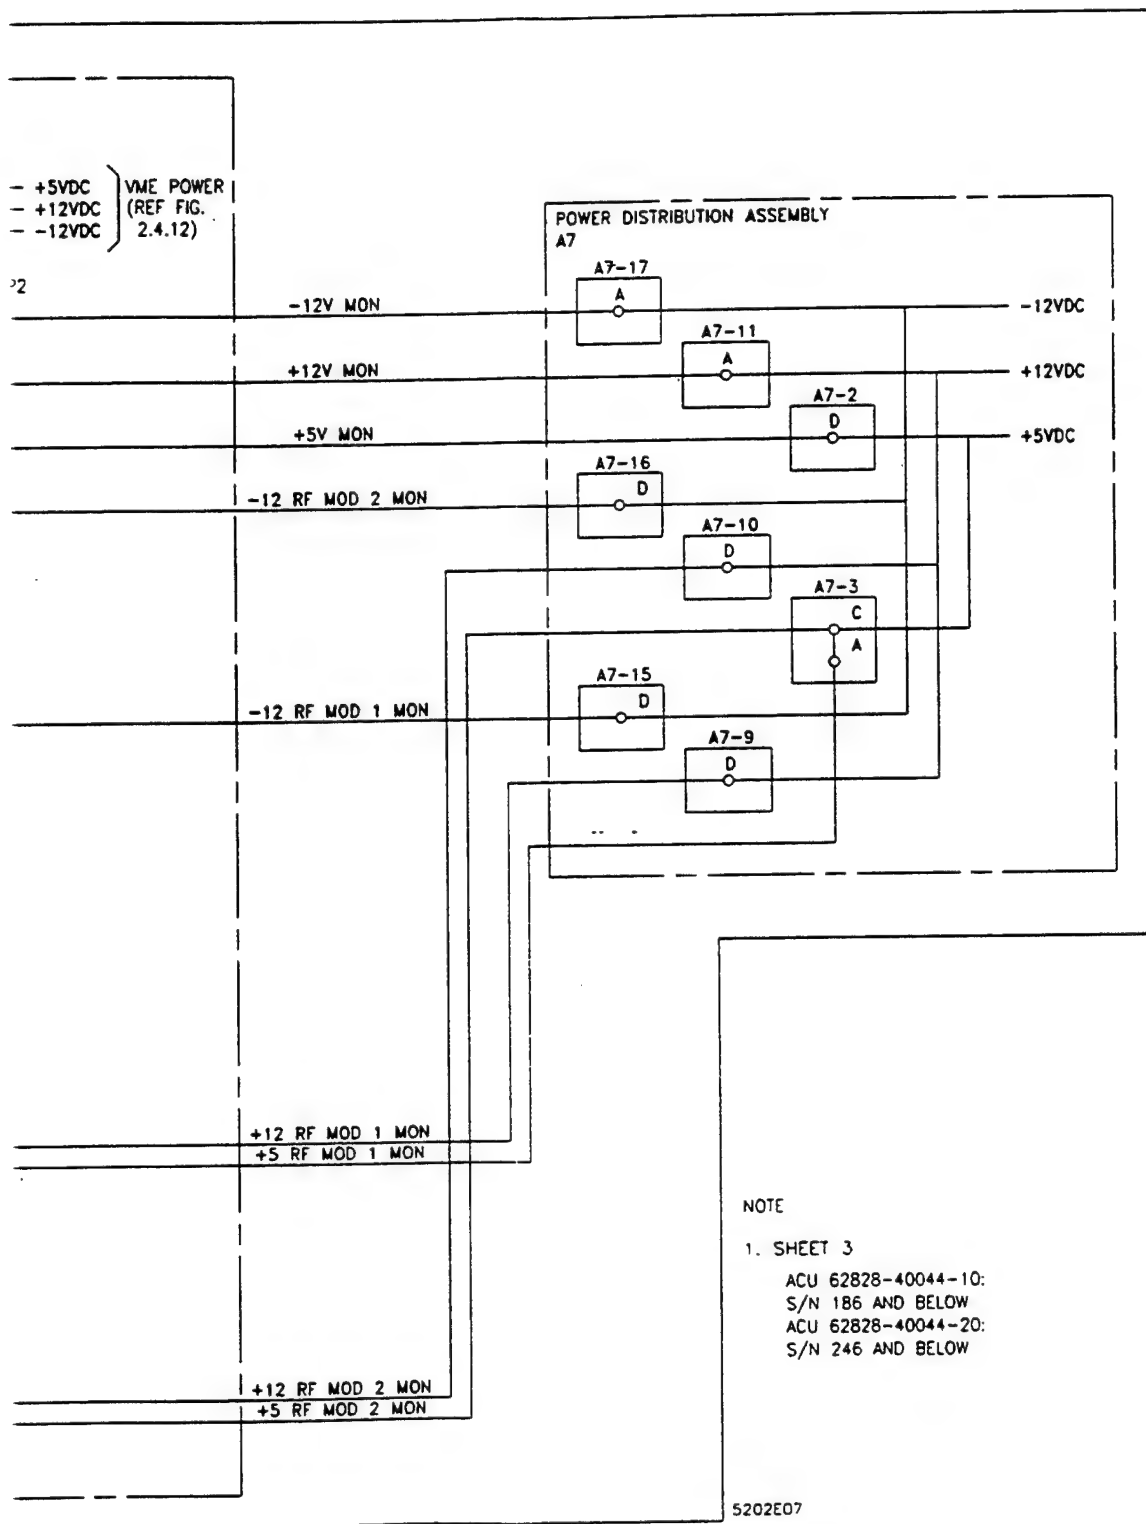 - +5VDC
- +12VDC
- -12VDC
VME POWER
(REF FIG.
2.4.12)
P2
POWER DISTRIBUTION ASSEMBLY
A7
A7-17
A
-12V MON
-12VDC
A7-11
A
+12V MON
+12VDC
A7-2
D
+5V MON
+5VDC
A7-16
D
-12 RF MOD 2 MON
A7-10
D
A7-3
C
A
A7-15
D
-12 RF MOD 1 MON
A7-9
D
+12 RF MOD 1 MON
+5 RF MOD 1 MON
NOTE
1. SHEET 3
ACU 62828-40044-10:
S/N 186 AND BELOW
ACU 62828-40044-20:
S/N 246 AND BELOW
+12 RF MOD 2 MON
+5 RF MOD 2 MON
5202E07